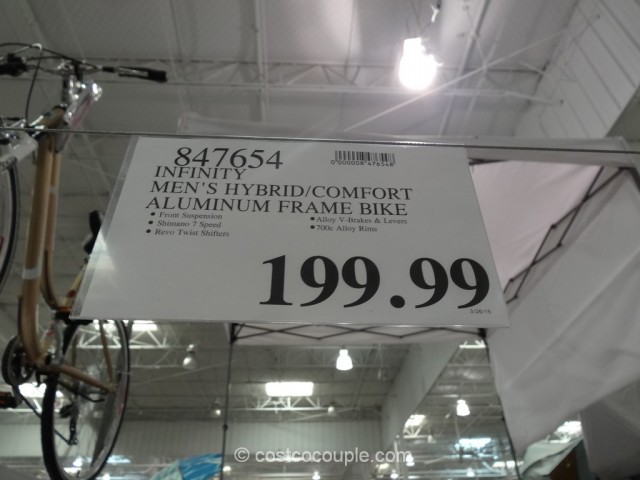 847654
INFINITY
MEN'S HYBRID/COMFORT
ALUMINUM FRAME BIKE
• Front Suspension
• Shimano 7 Speed
• Revo Twist Shifters
• Alloy V-Brakes & Levers
• 700c Alloy Rims
199.99
© costcocouple.com